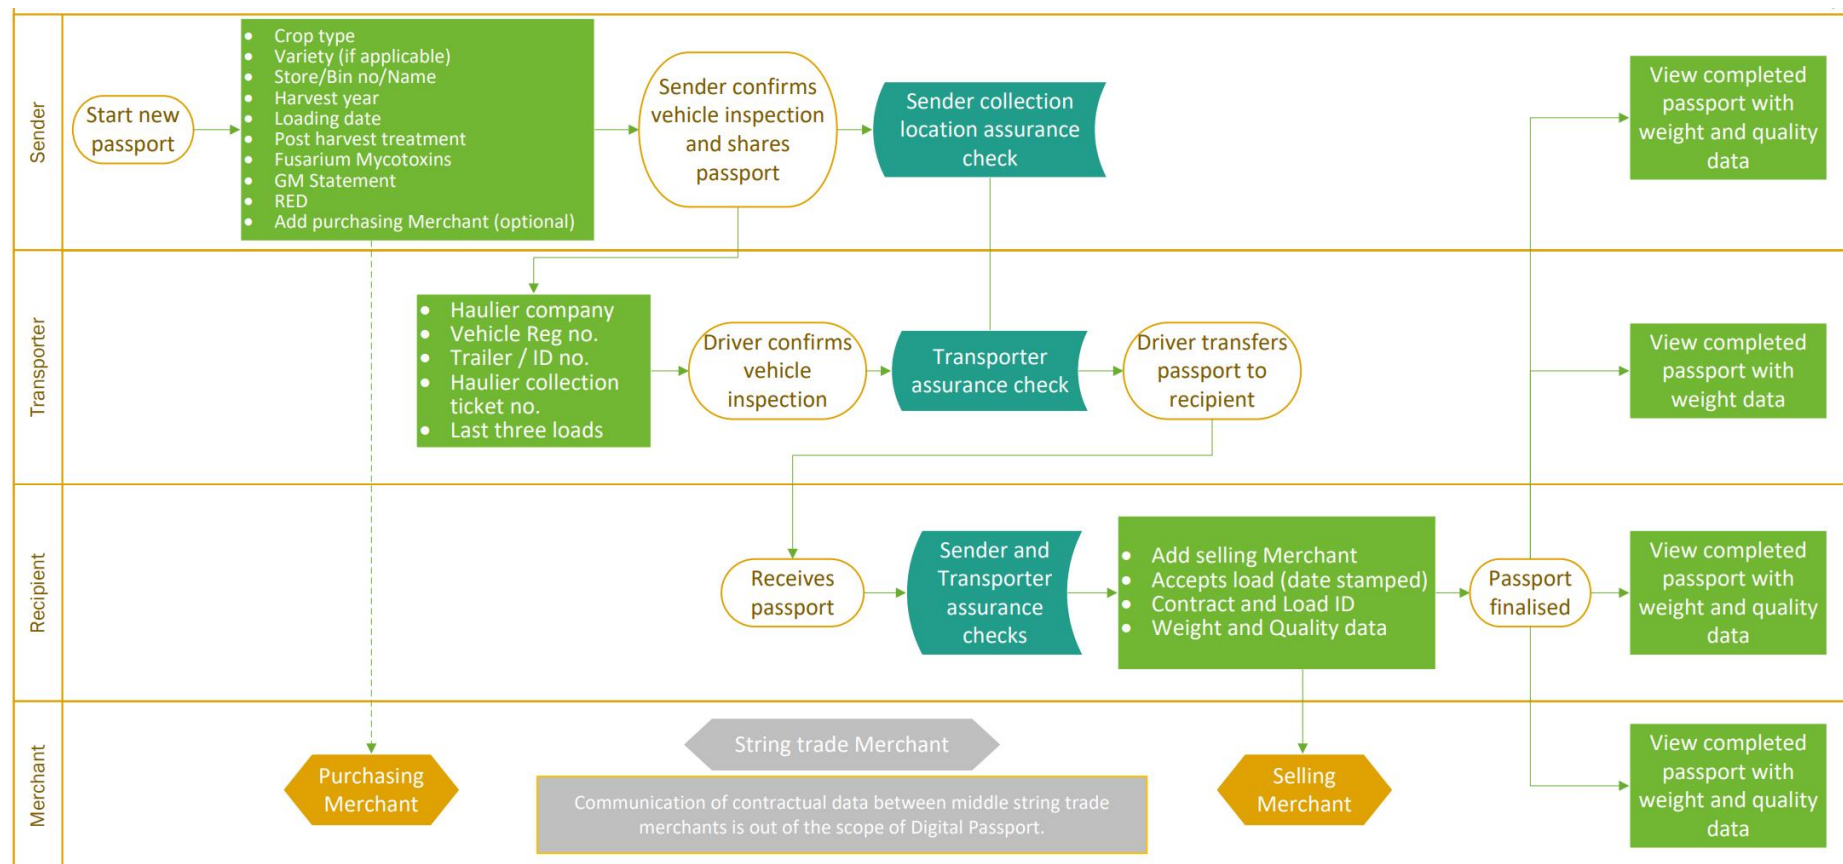 Sender
Start new
passport
• Crop type
• Variety (if applicable)
• Store/Bin no/Name
• Harvest year
• Loading date
• Post harvest treatment
• Fusarium Mycotoxins
• GM Statement
• RED
• Add purchasing Merchant (optional)
Sender confirms
vehicle inspection
and shares
passport
Sender collection
location assurance
check
View completed
passport with
weight and quality
data
Transporter
• Haulier company
• Vehicle Reg no.
• Trailer / ID no.
• Haulier collection
ticket no.
• Last three loads
Driver confirms
vehicle
inspection
Transporter
assurance check
Driver transfers
passport to
recipient
View completed
passport with
weight data
Recipient
Receives
passport
Sender and
Transporter
assurance
checks
• Add selling Merchant
• Accepts load (date stamped)
• Contract and Load ID
• Weight and Quality data
Passport
finalised
View completed
passport with
weight and quality
data
Merchant
Purchasing
Merchant
String trade Merchant
Communication of contractual data between middle string trade
merchants is out of the scope of Digital Passport.
Selling
Merchant
View completed
passport with
weight and quality
data